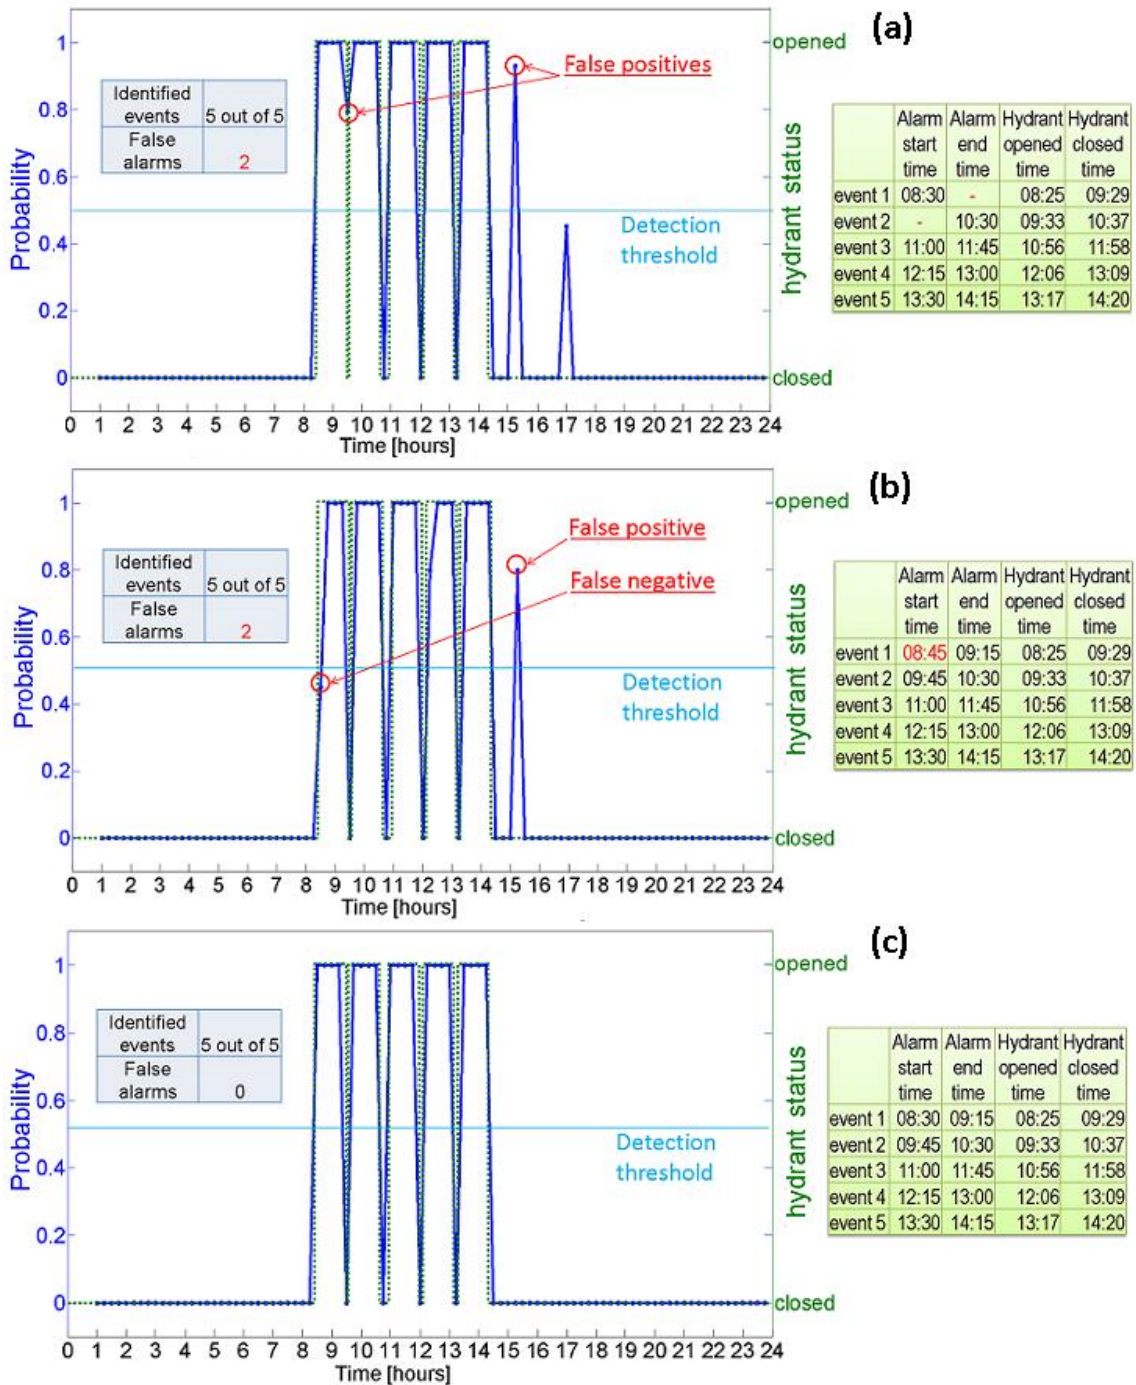 (a)
1
0.8
0.6
0.4
0.2
0
Probability
opened
closed
hydrant status
Identified events 5 out of 5
False alarms 2
False positives
Detection
threshold
0 1 2 3 4 5 6 7 8 9 10 11 12 13 14 15 16 17 18 19 20 21 22 23 24
Time [hours]
Alarm start time Alarm end time Hydrant opened time Hydrant closed time
event 1 08:30 - 08:25 09:29
event 2 - 10:30 09:33 10:37
event 3 11:00 11:45 10:56 11:58
event 4 12:15 13:00 12:06 13:09
event 5 13:30 14:15 13:17 14:20
(b)
1
0.8
0.6
0.4
0.2
0
Probability
opened
closed
hydrant status
Identified events 5 out of 5
False alarms 2
False positive
False negative
Detection
threshold
0 1 2 3 4 5 6 7 8 9 10 11 12 13 14 15 16 17 18 19 20 21 22 23 24
Time [hours]
Alarm start time Alarm end time Hydrant opened time Hydrant closed time
event 1 08:45 09:15 08:25 09:29
event 2 09:45 10:30 09:33 10:37
event 3 11:00 11:45 10:56 11:58
event 4 12:15 13:00 12:06 13:09
event 5 13:30 14:15 13:17 14:20
(c)
1
0.8
0.6
0.4
0.2
0
Probability
opened
closed
hydrant status
Identified events 5 out of 5
False alarms 0
Detection
threshold
0 1 2 3 4 5 6 7 8 9 10 11 12 13 14 15 16 17 18 19 20 21 22 23 24
Time [hours]
Alarm start time Alarm end time Hydrant opened time Hydrant closed time
event 1 08:30 09:15 08:25 09:29
event 2 09:45 10:30 09:33 10:37
event 3 11:00 11:45 10:56 11:58
event 4 12:15 13:00 12:06 13:09
event 5 13:30 14:15 13:17 14:20